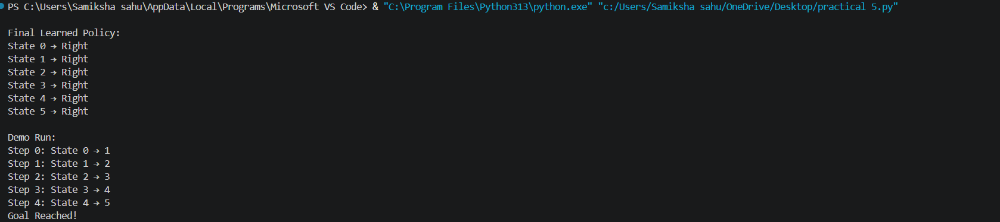 PS C:\Users\Samiksha sahu\AppData\Local\Programs\Microsoft VS Code> & "C:\Program Files\Python313\python.exe" "c:/Users/Samiksha sahu/OneDrive/Desktop/practical 5.py"
Final Learned Policy:
State 0 → Right
State 1 → Right
State 2 → Right
State 3 → Right
State 4 → Right
State 5 → Right
Demo Run:
Step 0: State 0 → 1
Step 1: State 1 → 2
Step 2: State 2 → 3
Step 3: State 3 → 4
Step 4: State 4 → 5
Goal Reached!